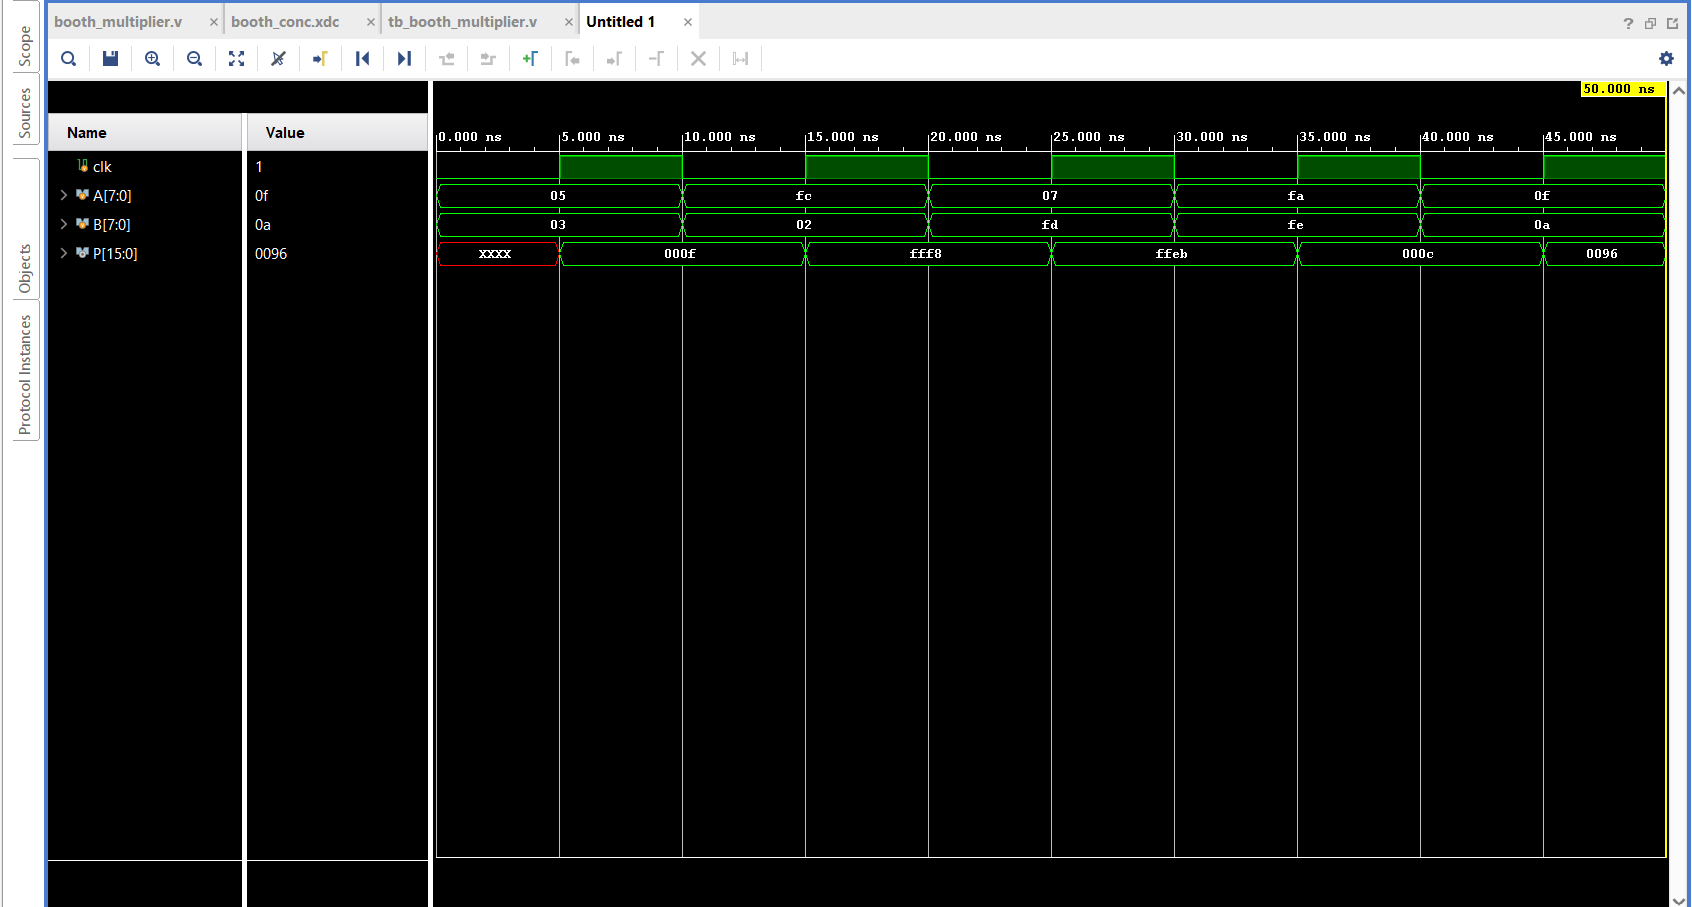 booth_multiplier.v × booth_conc.xdc × tb_booth_multiplier.v × Untitled 1 ×
?
Scope
Sources
Objects
Protocol Instances
50.000 ns
Name Value
0.000 ns 5.000 ns 10.000 ns 15.000 ns 20.000 ns 25.000 ns 30.000 ns 35.000 ns 40.000 ns 45.000 ns
clk 1
A[7:0] 0f 05 fc 07 fa 0f
B[7:0] 0a 03 02 fd fe 0a
P[15:0] 0096 XXXX 000f fff8 ffeb 000c 0096